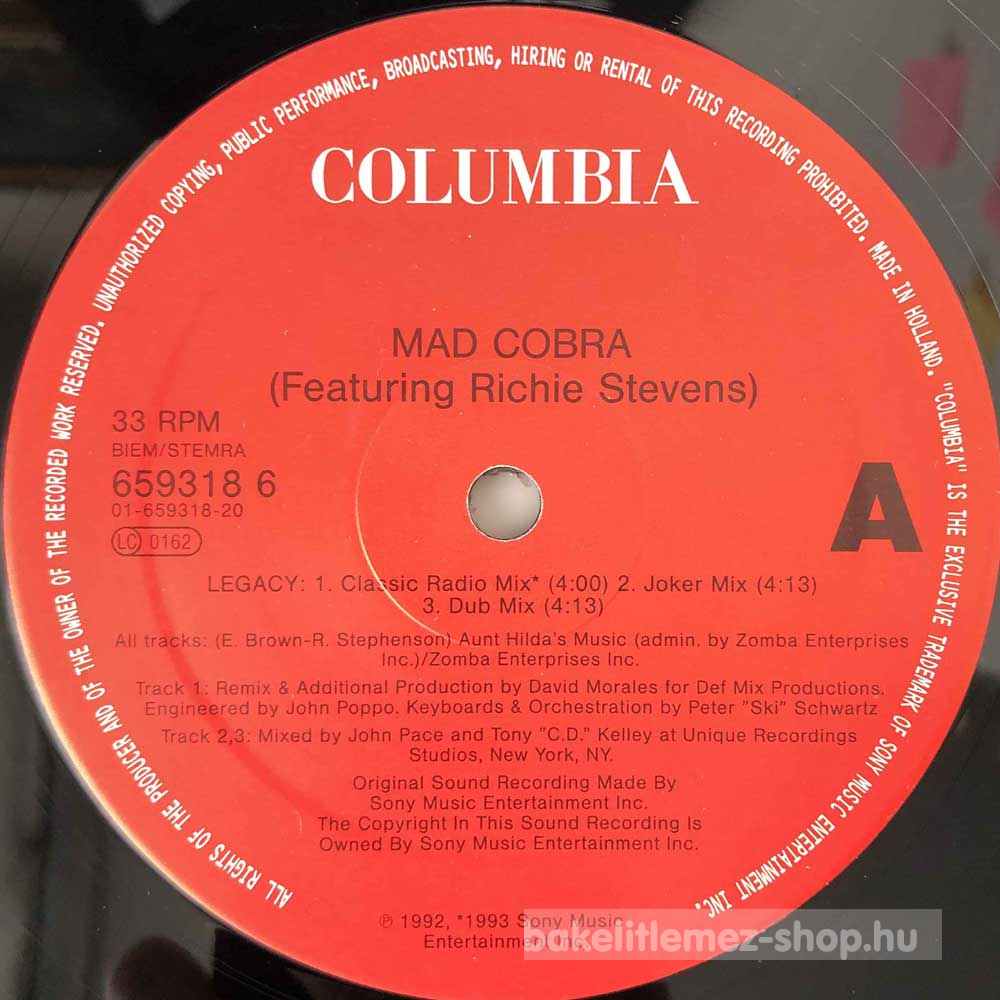 ALL RIGHTS OF THE PRODUCER AND OF THE OWNER OF THE RECORDED WORK RESERVED. UNAUTHORIZED COPYING, PUBLIC PERFORMANCE, BROADCASTING, HIRING OR RENTAL OF THIS RECORDING PROHIBITED. MADE IN HOLLAND. "COLUMBIA" IS THE EXCLUSIVE TRADEMARK OF SONY MUSIC ENTERTAINMENT INC.
COLUMBIA
MAD COBRA
(Featuring Richie Stevens)
33 RPM
BIEM/STEMRA
659318 6
01-659318-20
LC 0162
A
LEGACY: 1. Classic Radio Mix* (4:00) 2. Joker Mix (4:13)
3. Dub Mix (4:13)
All tracks: (E. Brown-R. Stephenson) Aunt Hilda's Music (admin. by Zomba Enterprises
Inc.)/Zomba Enterprises Inc.
Track 1: Remix & Additional Production by David Morales for Def Mix Productions.
Engineered by John Poppo. Keyboards & Orchestration by Peter "Ski" Schwartz
Track 2,3: Mixed by John Pace and Tony "C.D." Kelley at Unique Recordings
Studios, New York, NY.
Original Sound Recording Made By
Sony Music Entertainment Inc.
The Copyright In This Sound Recording Is
Owned By Sony Music Entertainment Inc.
℗ 1992, *1993 Sony Music
Entertainment Inc.
bakelitlemez-shop.hu